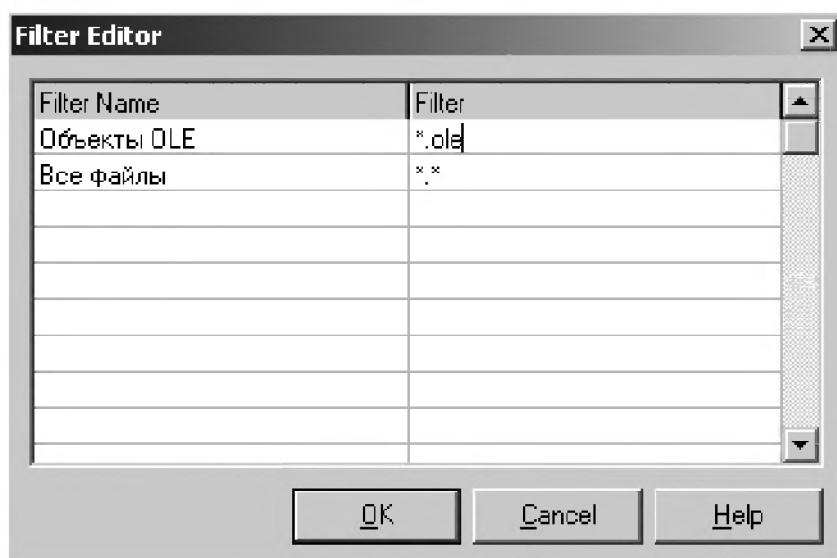 Filter Editor
Filter Name Filter
Объекты OLE *.ole
Все файлы *.*
OK Cancel Help